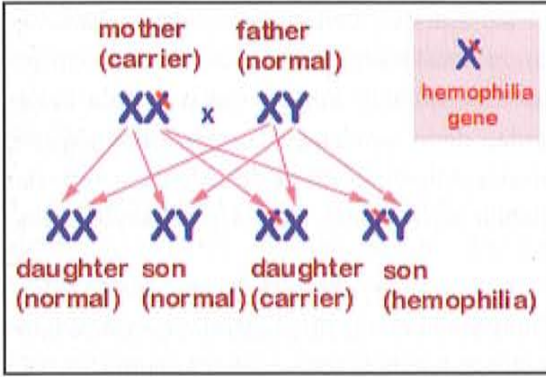 mother father
(carrier) (normal)
X
hemophilia
gene
XX x XY
XX XY XX XY
daughter son daughter son
(normal) (normal) (carrier) (hemophilia)